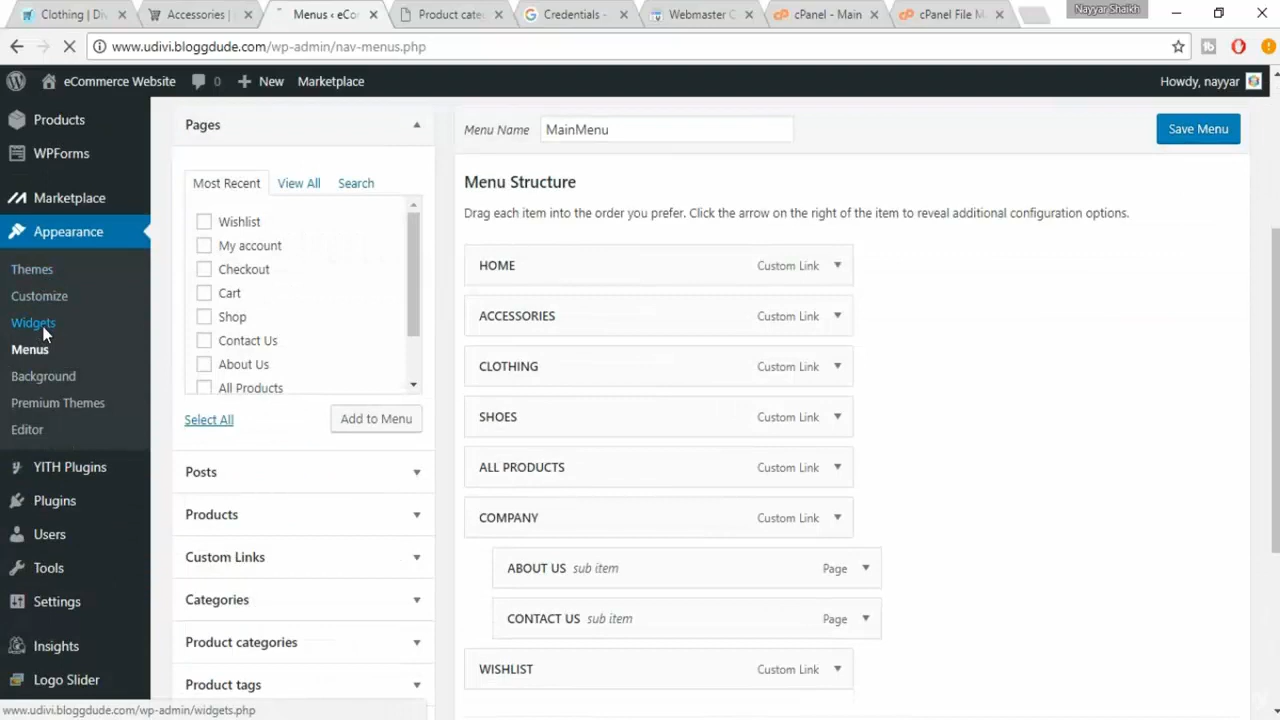 Clothing | Div
Accessories |
Menus ‹ eCo
Product cate
Credentials -
Webmaster C
cPanel - Main
cPanel File M
Nayyar Shaikh
www.udivi.bloggdude.com/wp-admin/nav-menus.php
eCommerce Website
0
New
Marketplace
Howdy, nayyar
Products
WPForms
Marketplace
Appearance
Themes
Customize
Widgets
Menus
Background
Premium Themes
Editor
YITH Plugins
Plugins
Users
Tools
Settings
Insights
Logo Slider
Pages
Most Recent View All Search
Wishlist
My account
Checkout
Cart
Shop
Contact Us
About Us
All Products
Select All
Add to Menu
Posts
Products
Custom Links
Categories
Product categories
Product tags
Menu Name MainMenu
Save Menu
Menu Structure
Drag each item into the order you prefer. Click the arrow on the right of the item to reveal additional configuration options.
HOME Custom Link
ACCESSORIES Custom Link
CLOTHING Custom Link
SHOES Custom Link
ALL PRODUCTS Custom Link
COMPANY Custom Link
ABOUT US sub item Page
CONTACT US sub item Page
WISHLIST Custom Link
www.udivi.bloggdude.com/wp-admin/widgets.php